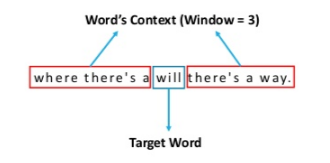 Word's Context (Window = 3)
where there's a will there's a way.
Target Word